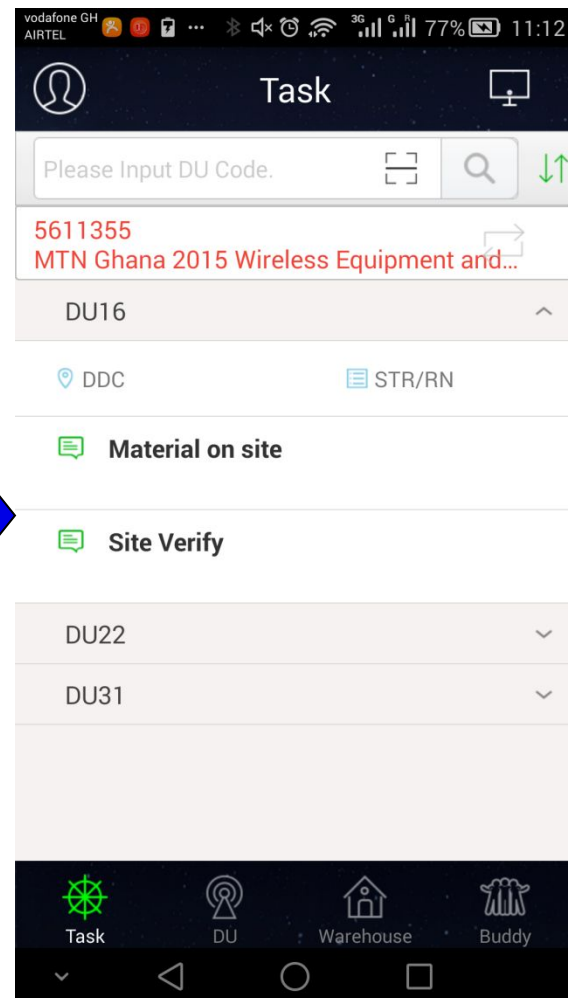 vodafone GH
AIRTEL
3G G R 77% 11:12
Task
Please Input DU Code.
5611355
MTN Ghana 2015 Wireless Equipment and...
DU16
DDC STR/RN
Material on site
Site Verify
DU22
DU31
Task DU Warehouse Buddy